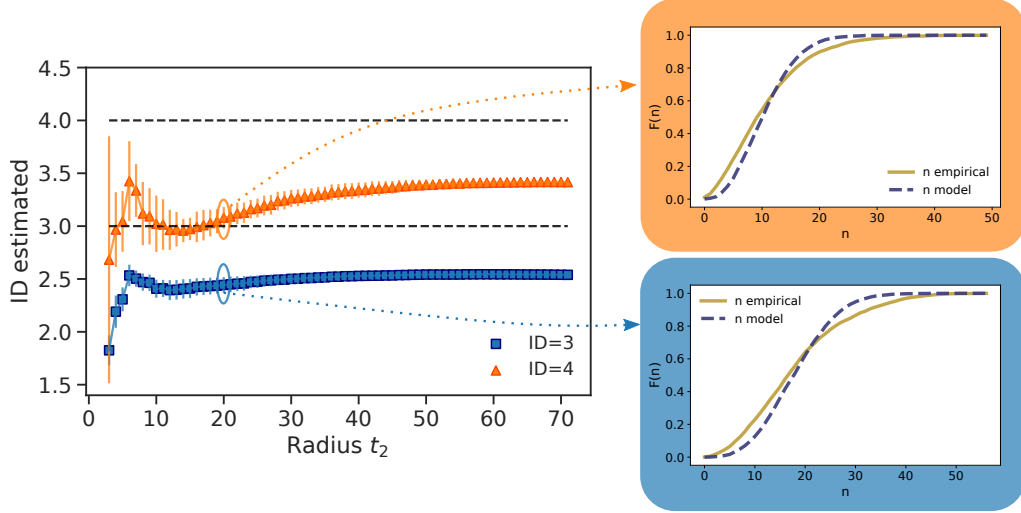 4.5
4.0
3.5
3.0
2.5
2.0
1.5
ID estimated
0 10 20 30 40 50 60 70
Radius t₂
ID=3
ID=4
1.0
0.8
0.6
0.4
0.2
0.0
F(n)
n empirical
n model
0 10 20 30 40 50
n
n empirical
n model
1.0
0.8
0.6
0.4
0.2
0.0
F(n)
0 10 20 30 40 50
n